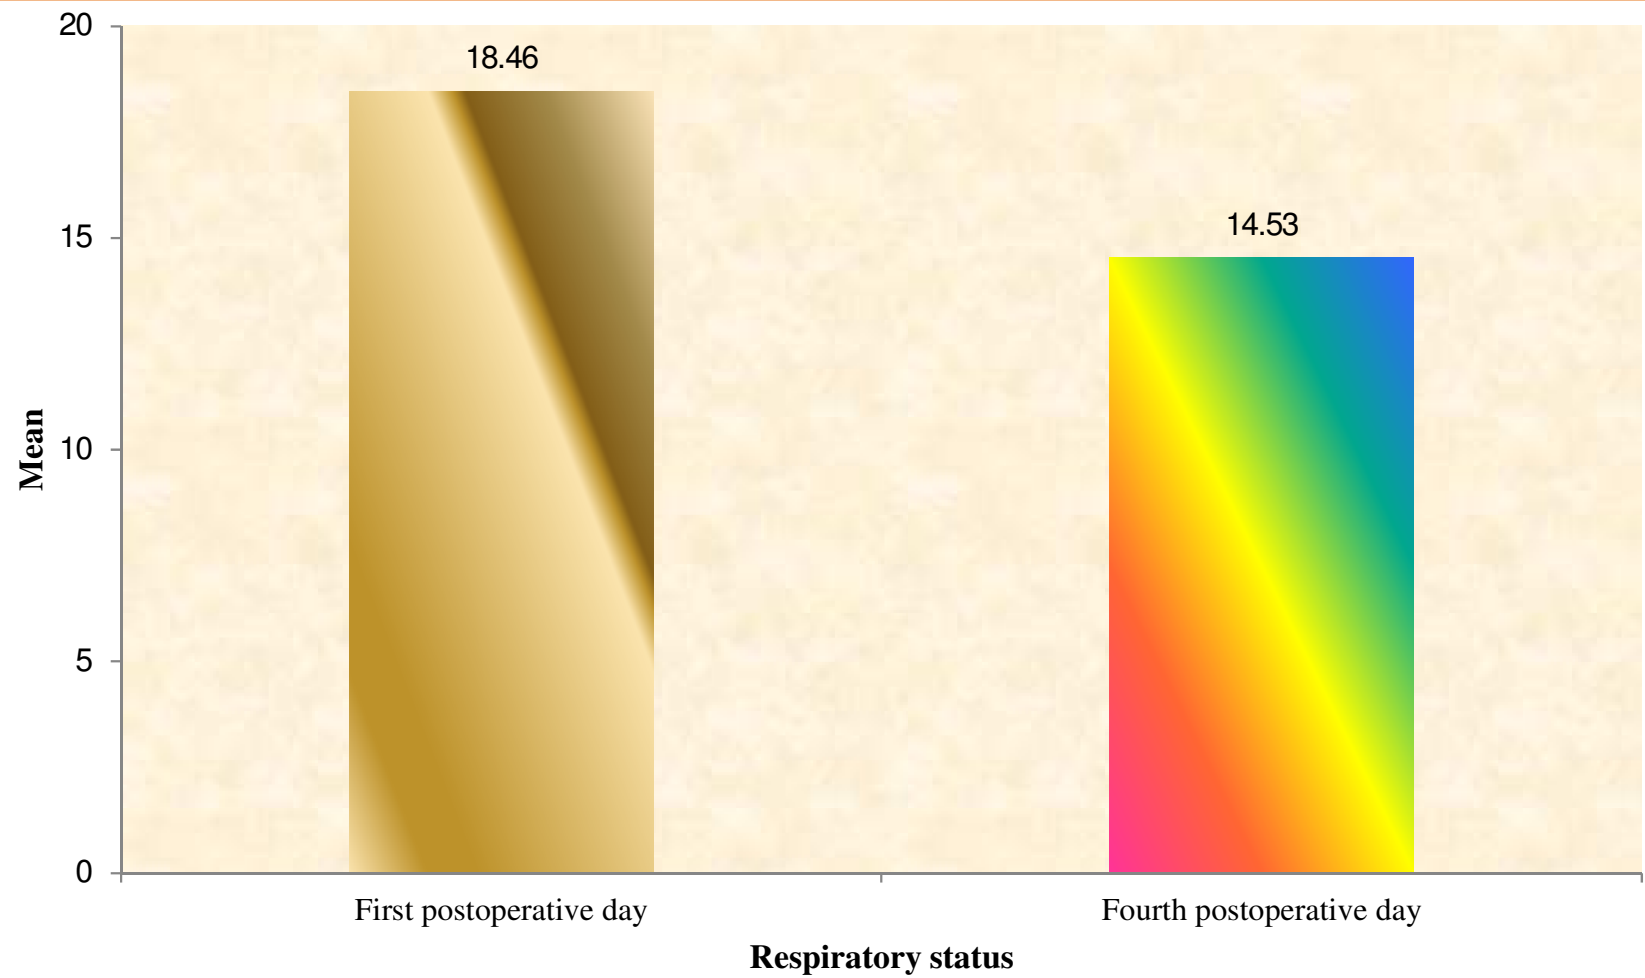 20
18.46
15
14.53
10
Mean
5
0
First postoperative day
Fourth postoperative day
Respiratory status